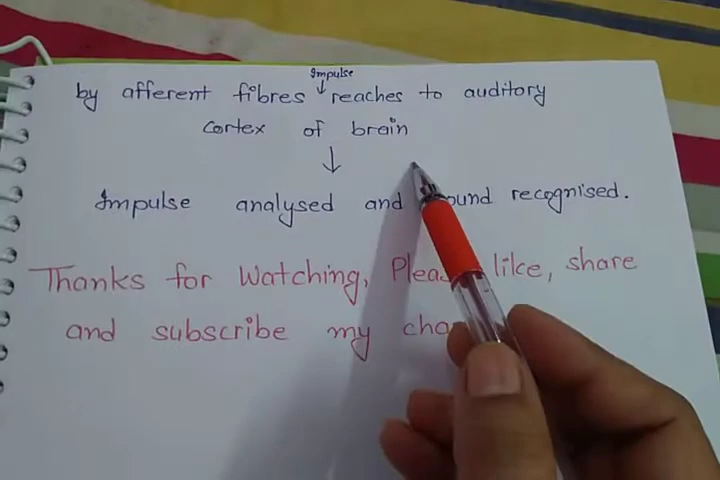 Impulse
by afferent fibres ↓ reaches to auditory
cortex of brain
↓
Impulse analysed and recognised.
Thanks for Watching, like, share
and subscribe my